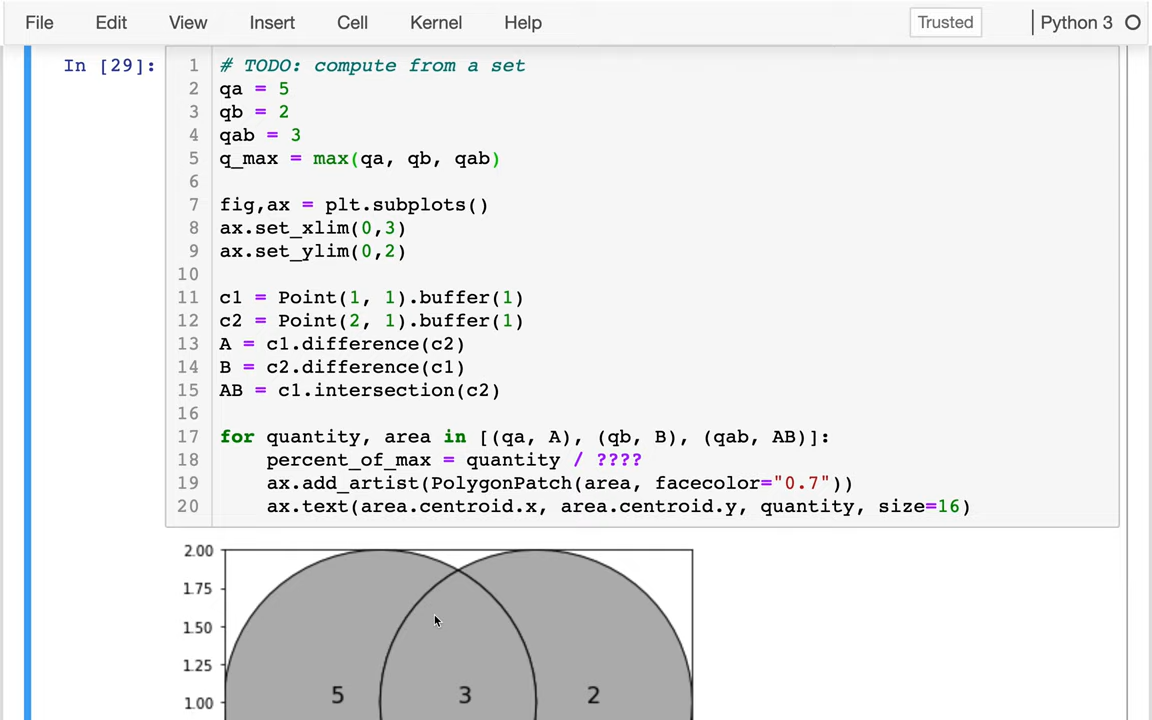 File Edit View Insert Cell Kernel Help Trusted Python 3
In [29]:
1 # TODO: compute from a set
2 qa = 5
3 qb = 2
4 qab = 3
5 q_max = max(qa, qb, qab)
6
7 fig,ax = plt.subplots()
8 ax.set_xlim(0,3)
9 ax.set_ylim(0,2)
10
11 c1 = Point(1, 1).buffer(1)
12 c2 = Point(2, 1).buffer(1)
13 A = c1.difference(c2)
14 B = c2.difference(c1)
15 AB = c1.intersection(c2)
16
17 for quantity, area in [(qa, A), (qb, B), (qab, AB)]:
18     percent_of_max = quantity / ????
19     ax.add_artist(PolygonPatch(area, facecolor="0.7"))
20     ax.text(area.centroid.x, area.centroid.y, quantity, size=16)
2.00
1.75
1.50
1.25
1.00
5 3 2